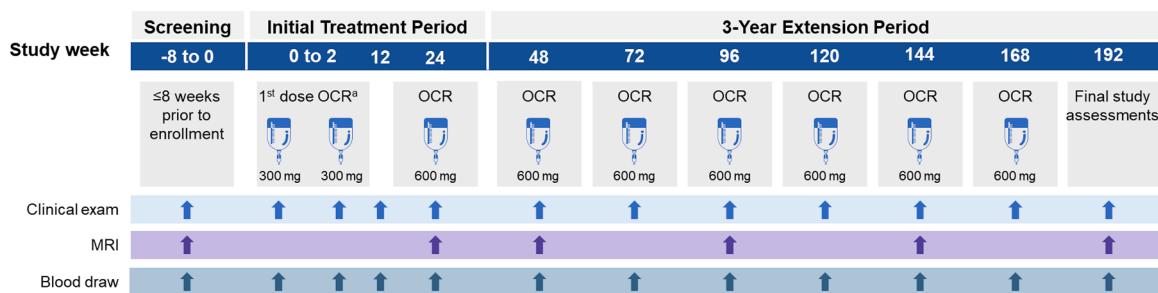 Screening Initial Treatment Period 3-Year Extension Period
Study week -8 to 0 0 to 2 12 24 48 72 96 120 144 168 192
≤8 weeks
prior to
enrollment
1st dose OCRa
300 mg 300 mg
OCR
600 mg
OCR
600 mg
OCR
600 mg
OCR
600 mg
OCR
600 mg
OCR
600 mg
OCR
600 mg
Final study
assessments
Clinical exam
MRI
Blood draw